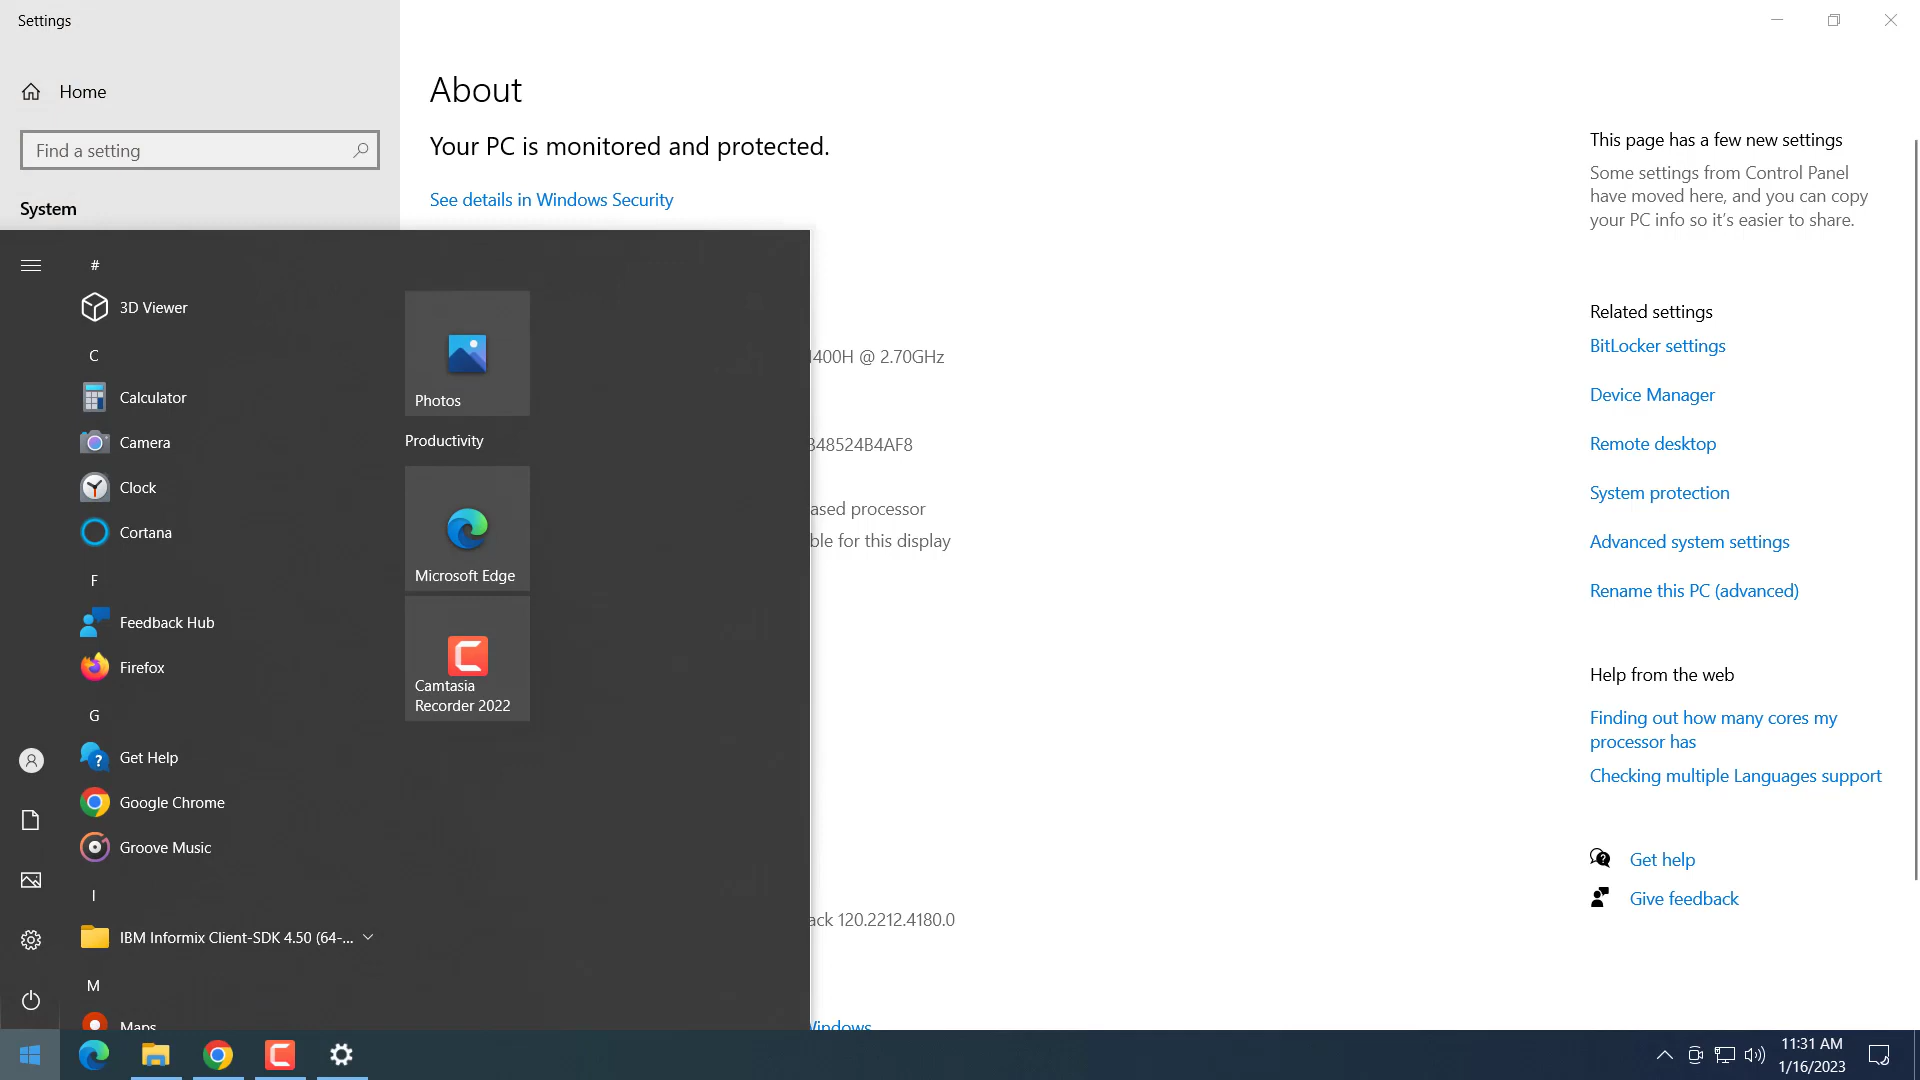 Settings
Home
Find a setting
System
About
Your PC is monitored and protected.
See details in Windows Security
400H @ 2.70GHz
48524B4AF8
ased processor
ble for this display
ack 120.2212.4180.0
Windows
This page has a few new settings
Some settings from Control Panel
have moved here, and you can copy
your PC info so it's easier to share.
Related settings
BitLocker settings
Device Manager
Remote desktop
System protection
Advanced system settings
Rename this PC (advanced)
Help from the web
Finding out how many cores my
processor has
Checking multiple Languages support
Get help
Give feedback
#
3D Viewer
C
Calculator
Camera
Clock
Cortana
F
Feedback Hub
Firefox
G
Get Help
Google Chrome
Groove Music
I
IBM Informix Client-SDK 4.50 (64-...
M
Maps
Photos
Productivity
Microsoft Edge
Camtasia
Recorder 2022
11:31 AM
1/16/2023